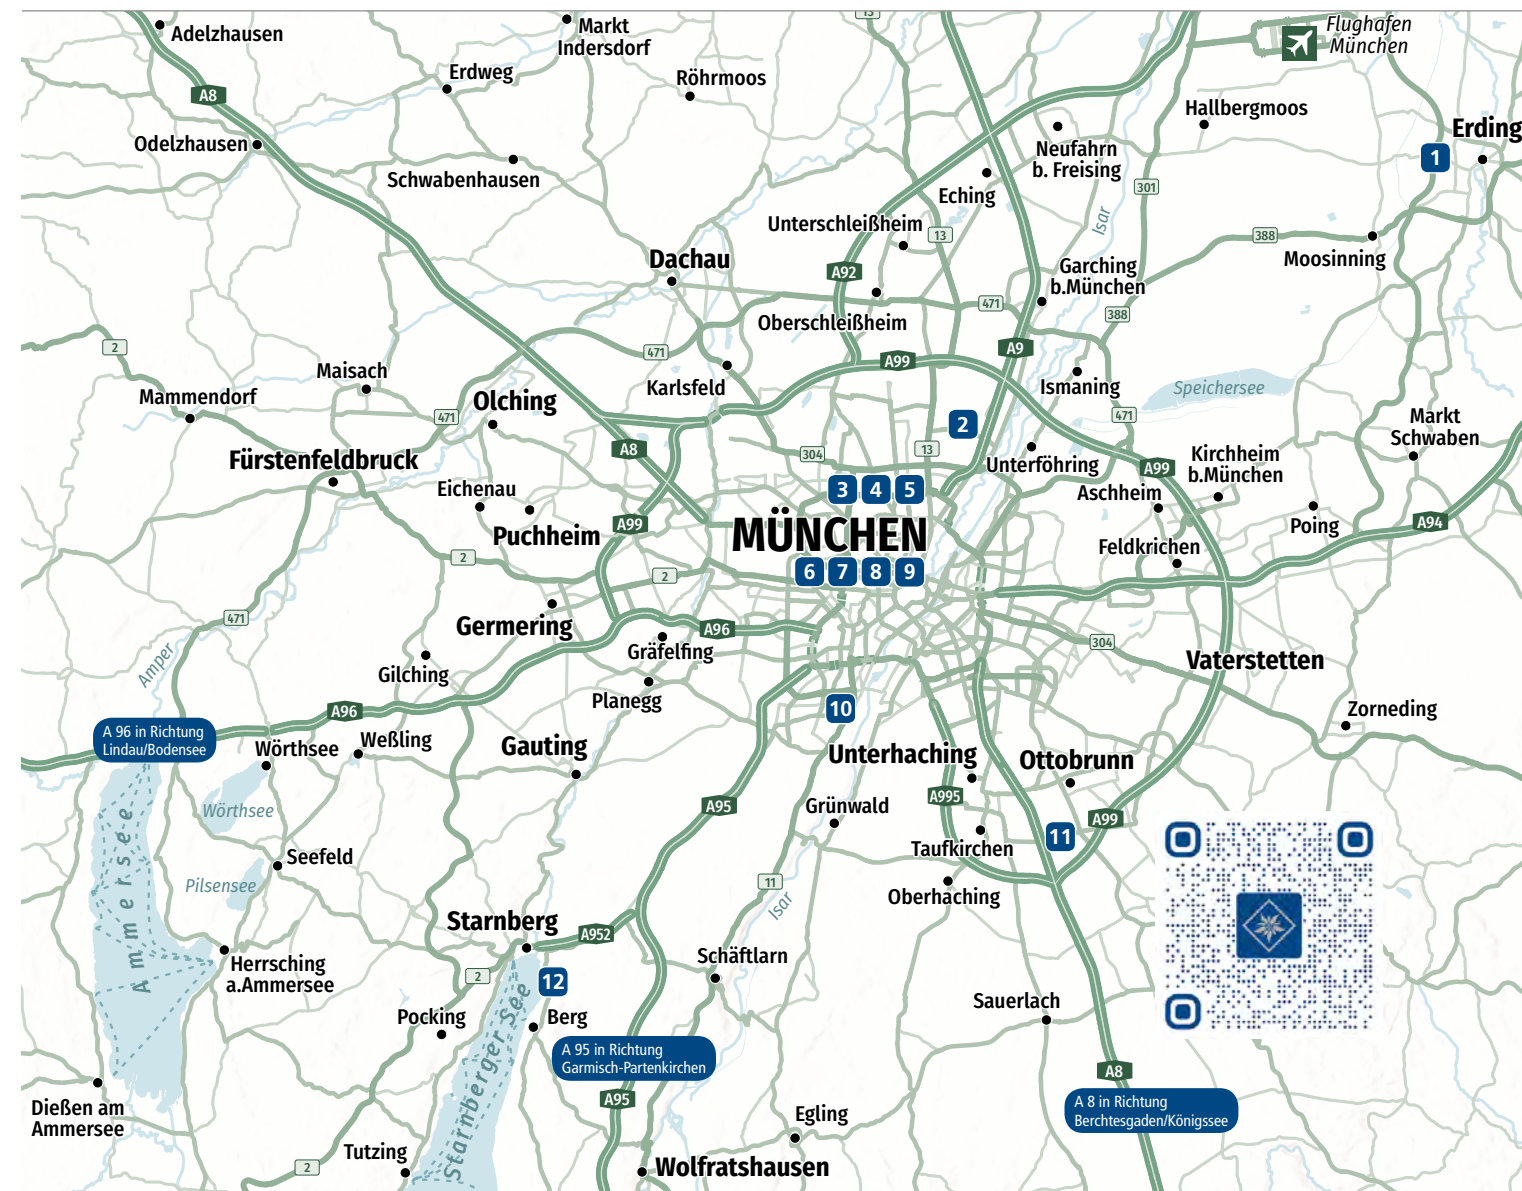 13
Flughafen
München
Adelzhausen
Markt
Indersdorf
Erdweg
Röhrmoos
A8
Hallbergmoos
Erding
Odelzhausen
Neufahrn
b. Freising
1
Schwabenhausen
Eching
301
Unterschleißheim
13
Isar
388
Moosinning
Dachau
A92
Garching
b.München
471
388
Oberschleißheim
2
471
A99
A9
Maisach
Karlsfeld
Ismaning
Speichersee
Mammendorf
Olching
471
471
Markt
Schwaben
2
A8
304
13
Kirchheim
b.München
Fürstenfeldbruck
Unterföhring
A99
Eichenau
3
4
5
Aschheim
Puchheim
A99
MÜNCHEN
Poing
A94
Feldkrichen
2
2
6
7
8
9
471
Germering
A96
Gräfelfing
304
Amper
Gilching
Vaterstetten
Planegg
A96
10
Zorneding
A 96 in Richtung
Lindau/Bodensee
Wörthsee
Weßling
Gauting
Unterhaching
Ottobrunn
Wörthsee
A95
Grünwald
A995
A99
Ammersee
Seefeld
Taufkirchen
11
Pilsensee
11
Oberhaching
Isar
Starnberg
A952
Herrsching
a.Ammersee
Schäftlarn
2
12
Sauerlach
Pocking
Berg
A 95 in Richtung
Garmisch-Partenkirchen
Starnberger See
A8
Dießen am
Ammersee
A95
A 8 in Richtung
Berchtesgaden/Königssee
Egling
Tutzing
2
Wolfratshausen